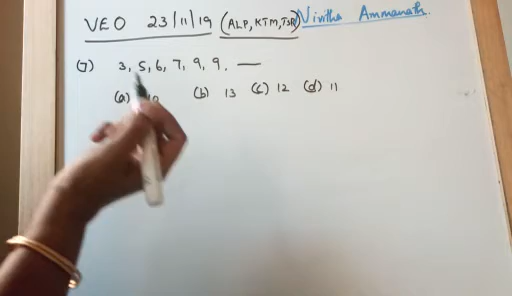 VEO 23/11/19 (ALP, KTM, TSR) Vinitha Ammanath.
(7) 3, 5, 6, 7, 9, 9, —
(a) 10 (b) 13 (c) 12 (d) 11